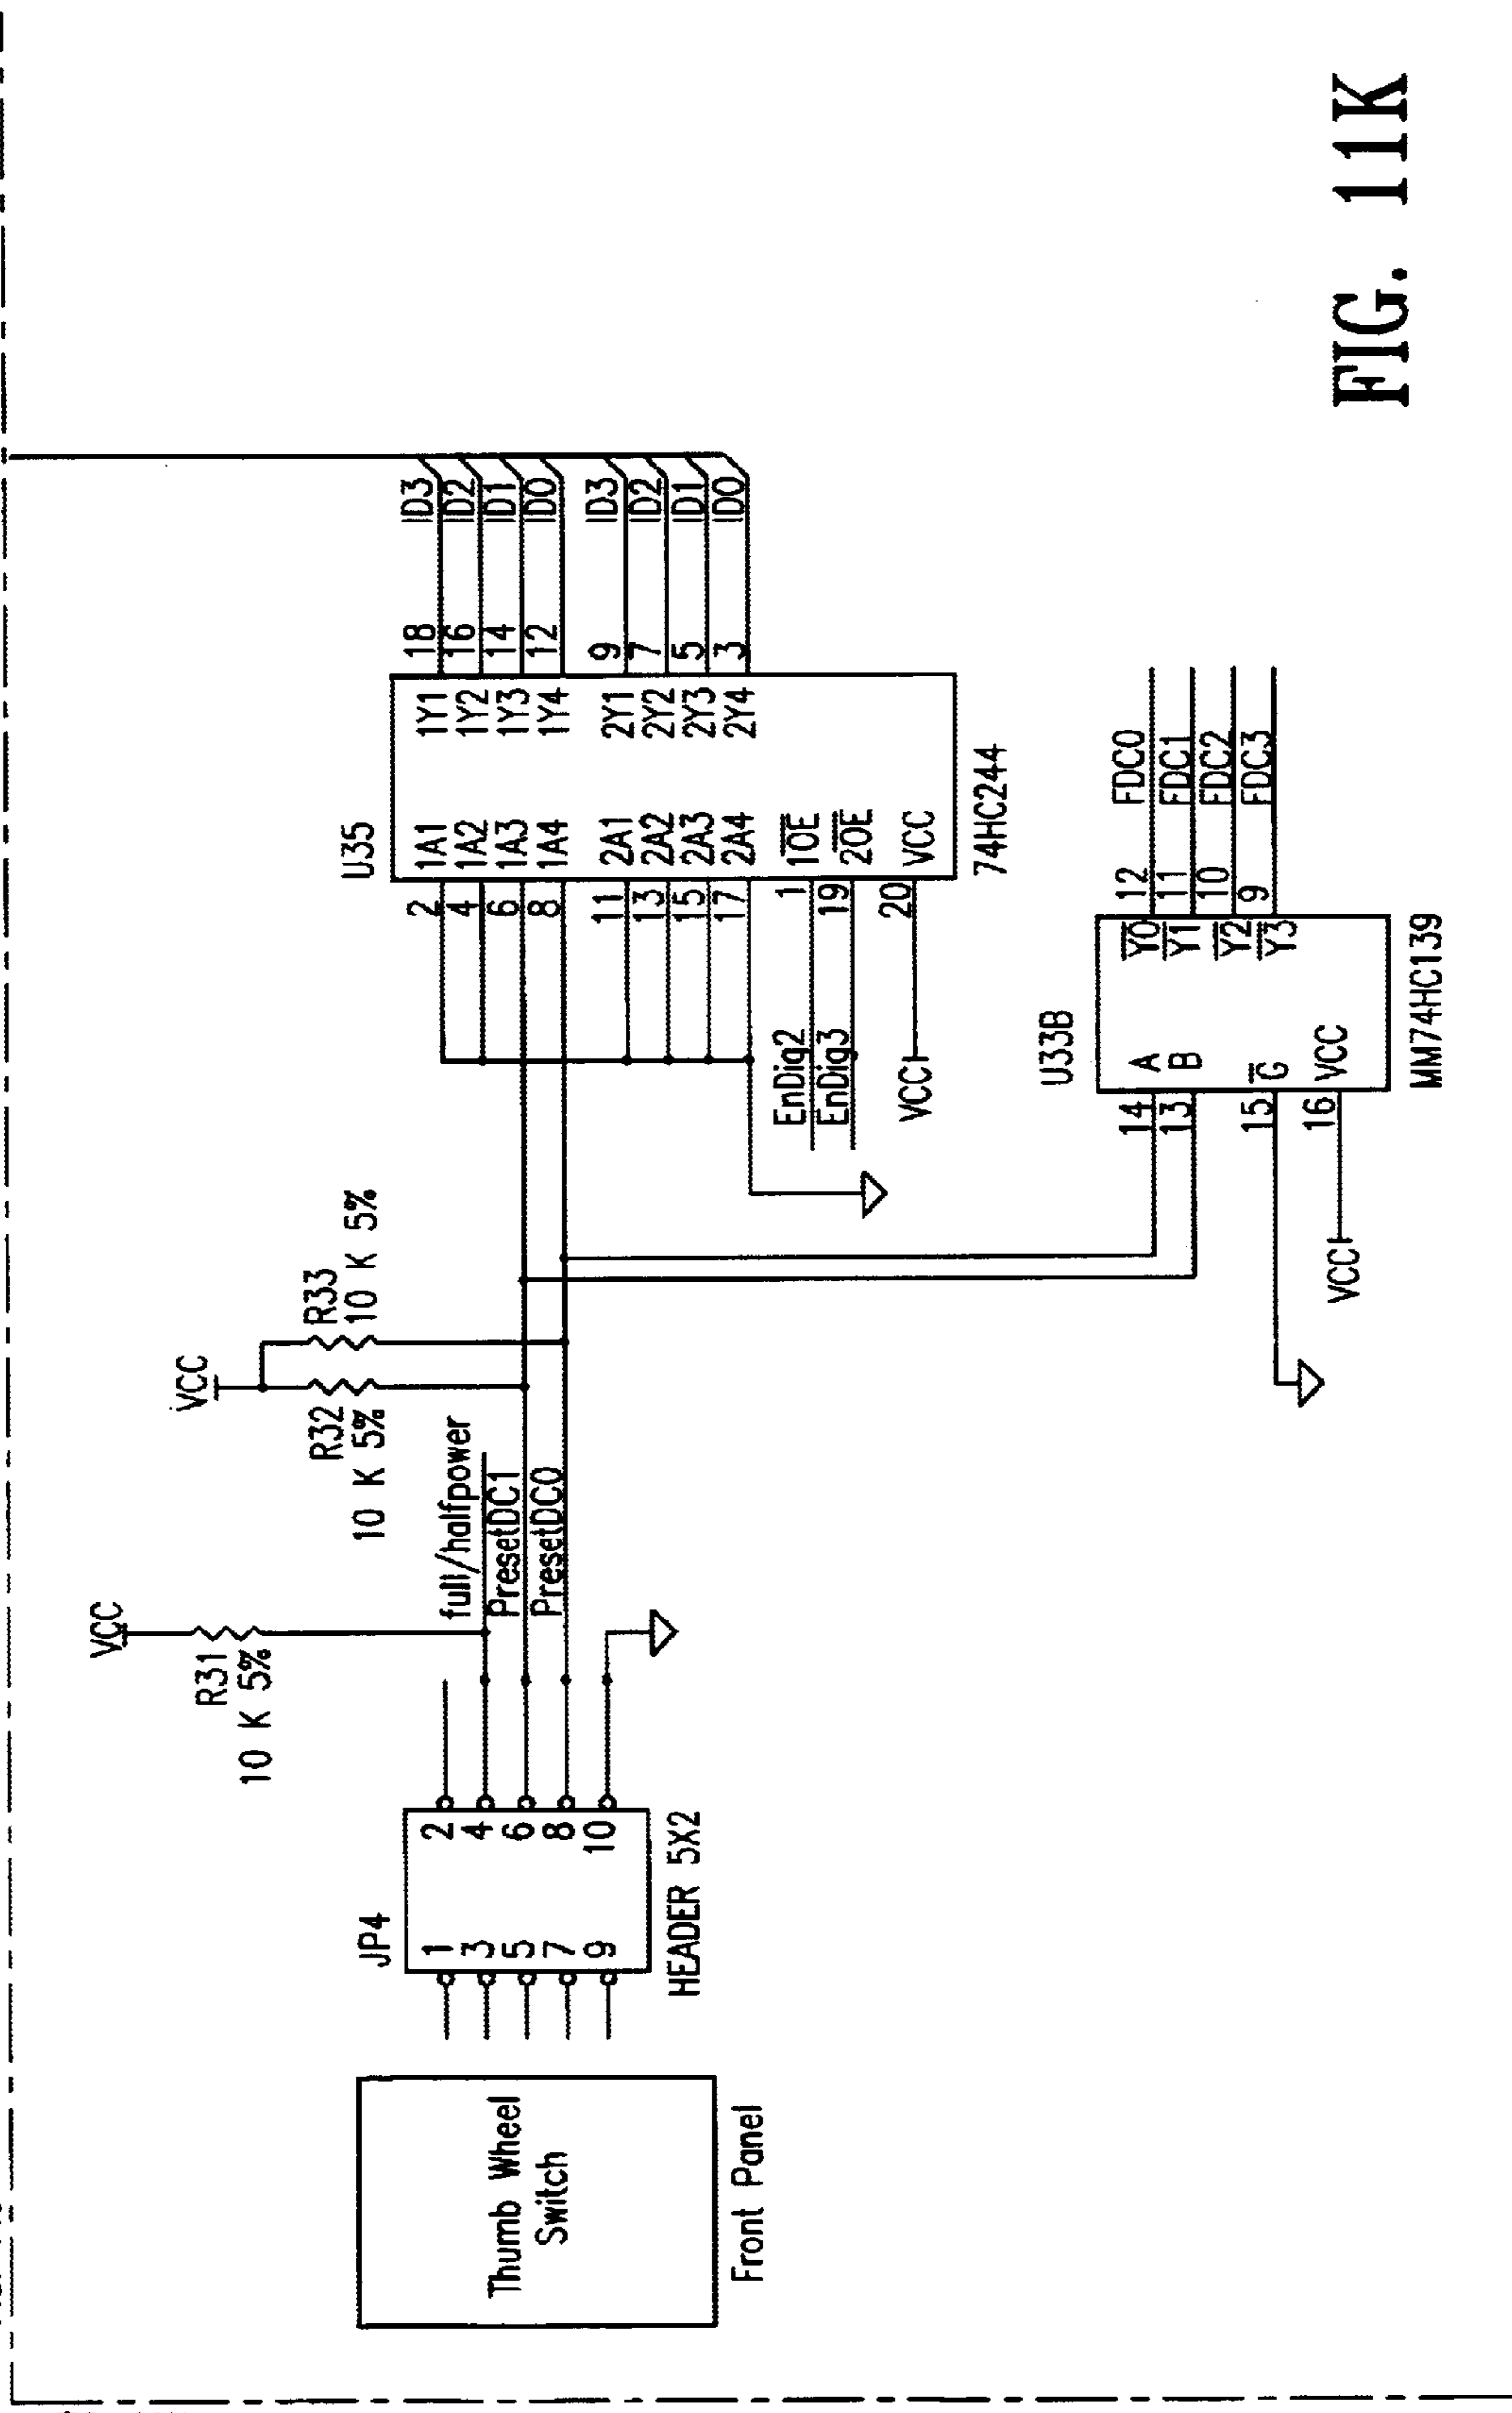 VCC
R31
10 K 5%
VCC
R32
10 K 5%
R33
10 K 5%
full/halfpower
PresetDC1
PresetDC0
Thumb Wheel
Switch
Front Panel
JP4
1 2
3 4
5 6
7 8
9 10
HEADER 5X2
U35
2 1A1 1Y1 18 ID3
4 1A2 1Y2 16 ID2
6 1A3 1Y3 14 ID1
8 1A4 1Y4 12 ID0
11 2A1 2Y1 9 ID3
13 2A2 2Y2 7 ID2
15 2A3 2Y3 5 ID1
17 2A4 2Y4 3 ID0
EnDig2 1 1OE
EnDig3 19 2OE
VCC 20 VCC
74HC244
U33B
14 A Y0 12 FDC0
13 B Y1 11 FDC1
Y2 10 FDC2
15 G Y3 9 FDC3
VCC 16 VCC
MM74HC139
FIG. 11K